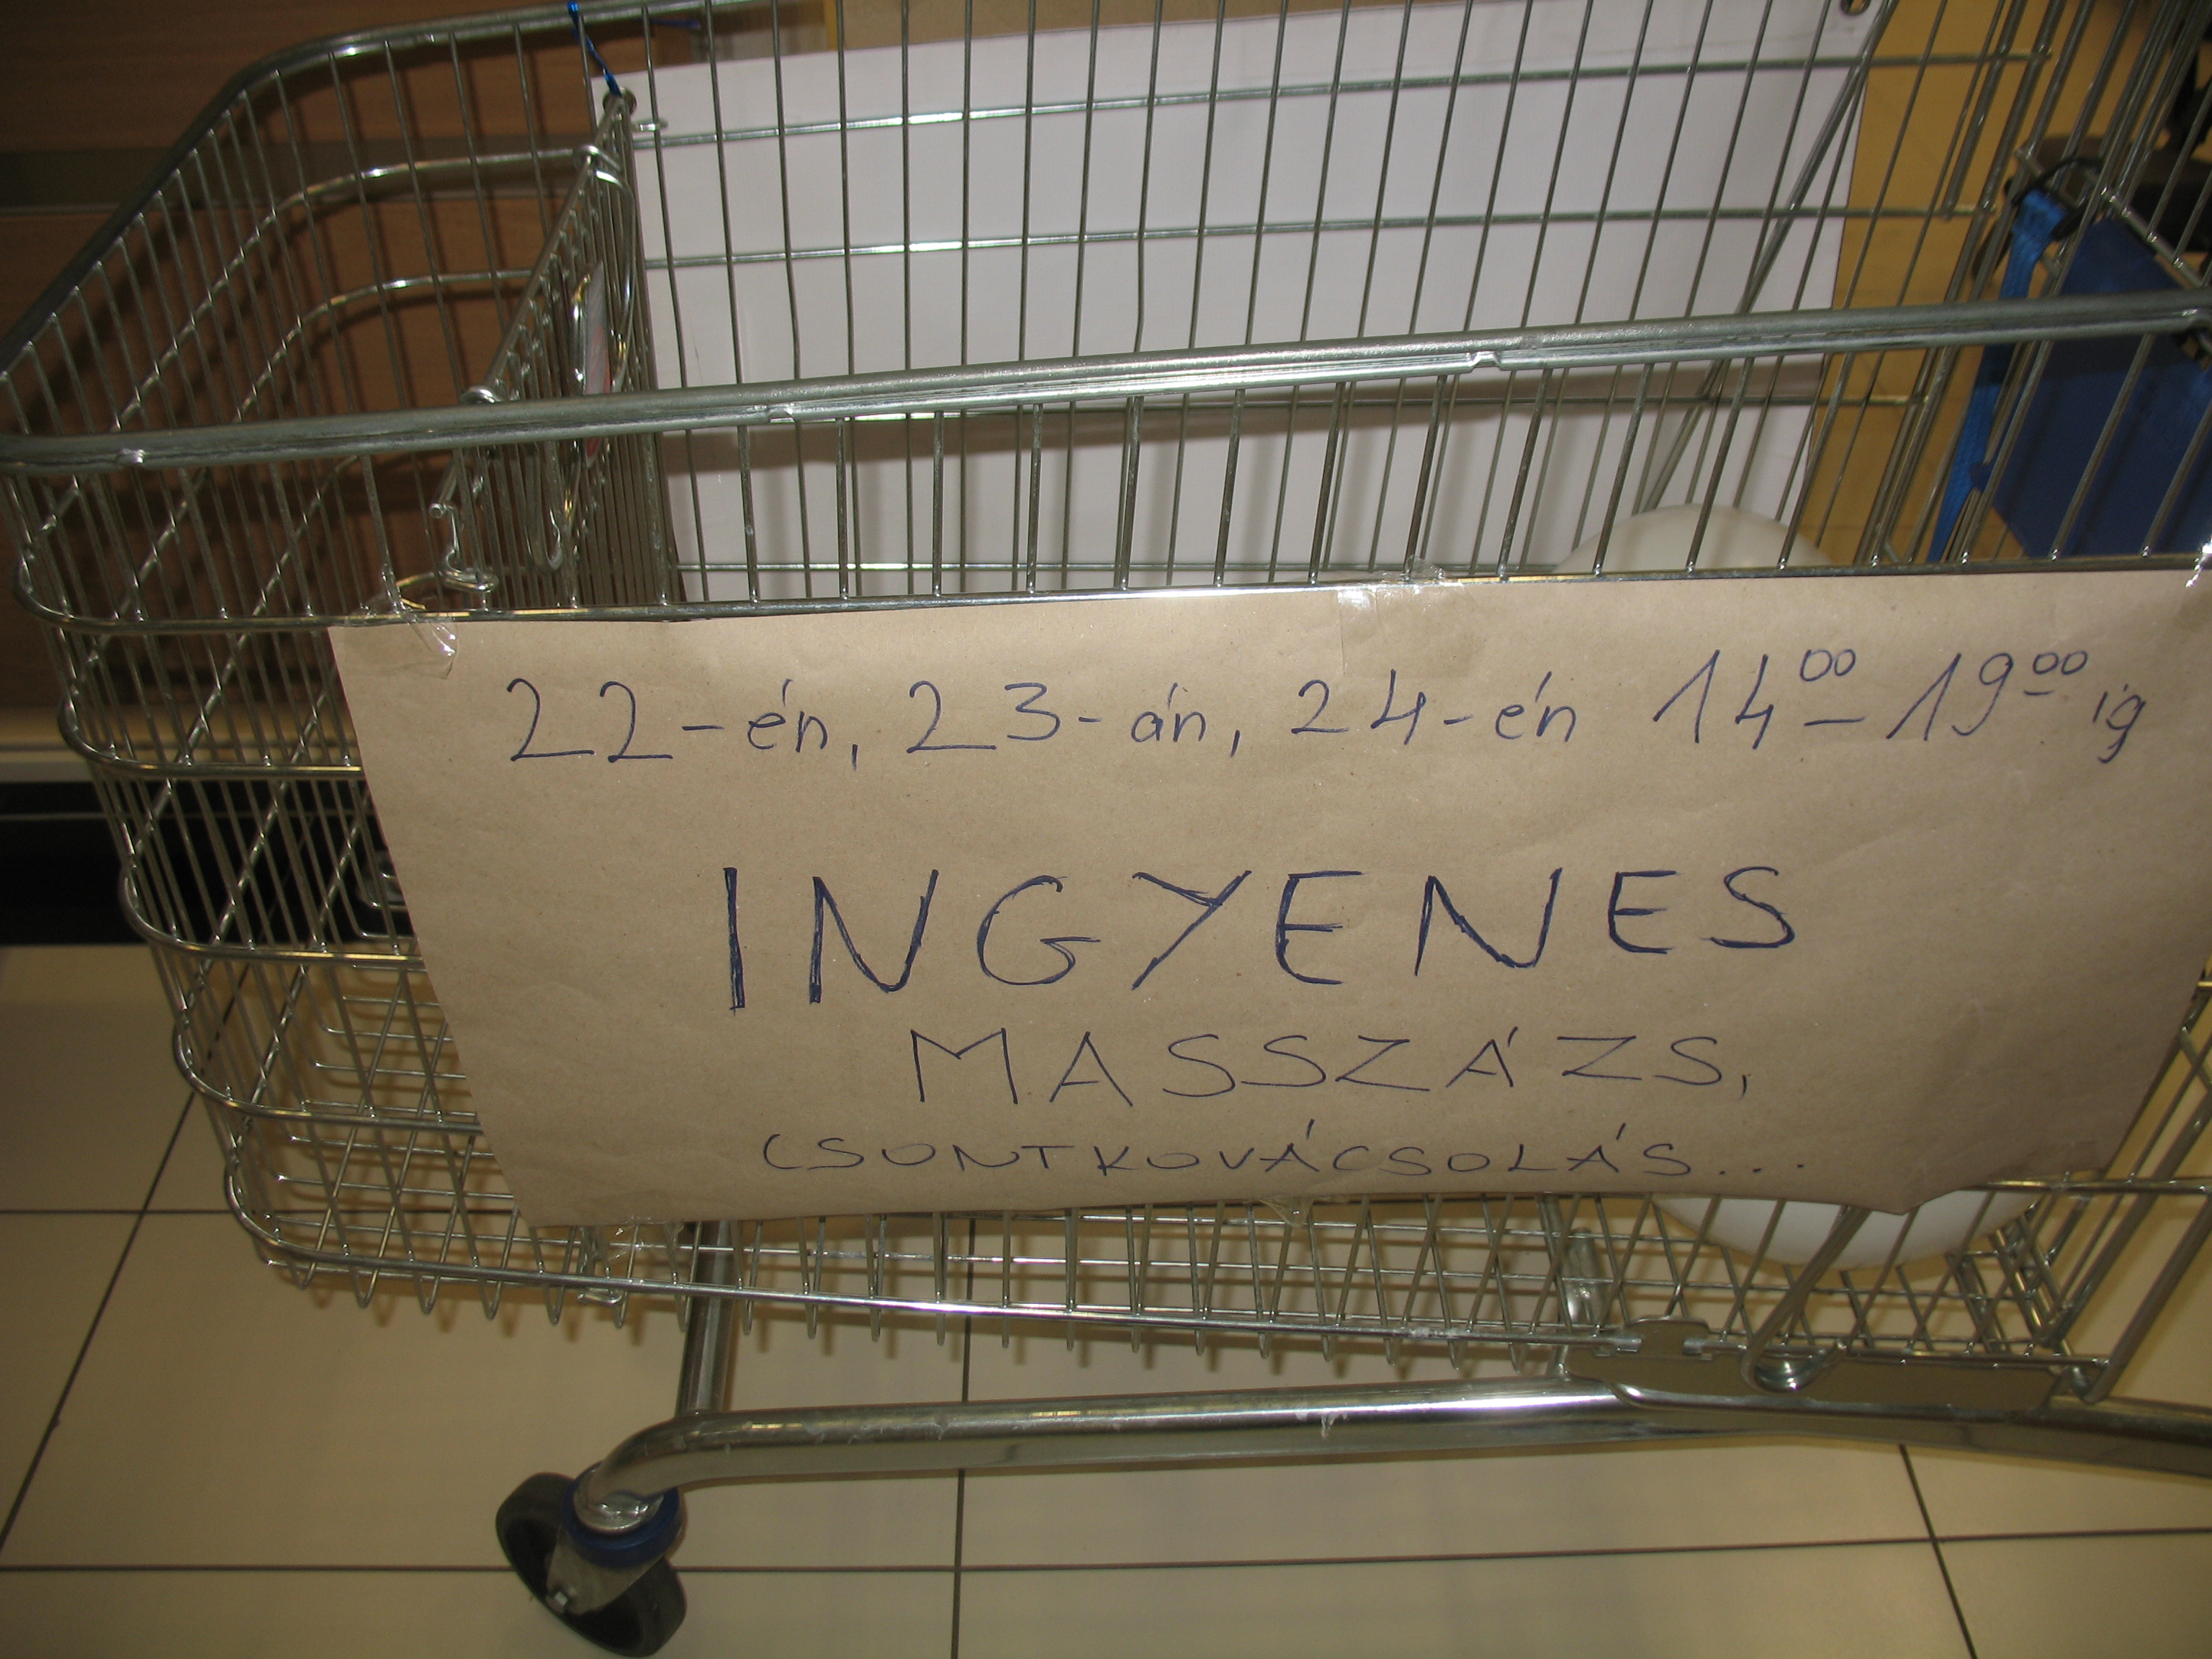 22-én, 23-án, 24-én 14⁰⁰ – 19⁰⁰ ig
INGYENES
MASSZÁZS,
CSONTKOVÁCSOLÁS...